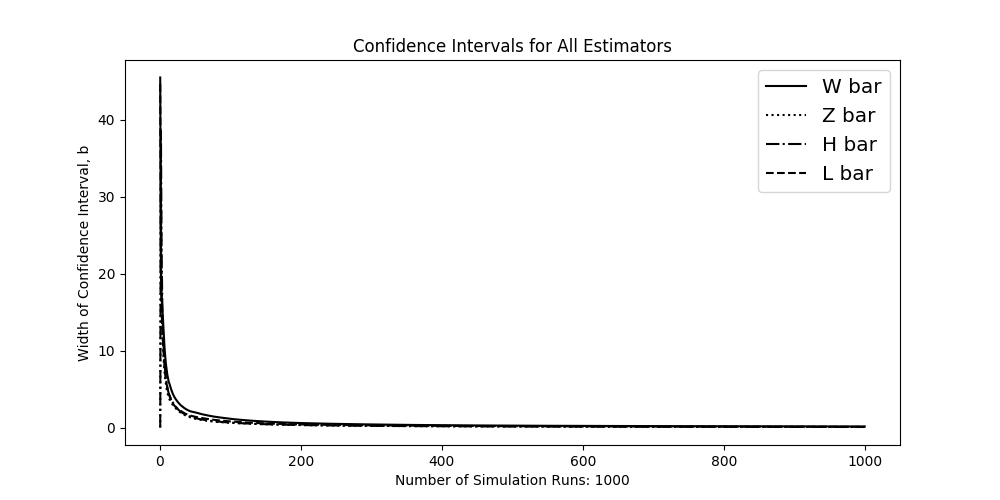 Confidence Intervals for All Estimators
W bar
Z bar
H bar
L bar
Width of Confidence Interval, b
40
30
20
10
0
0 200 400 600 800 1000
Number of Simulation Runs: 1000